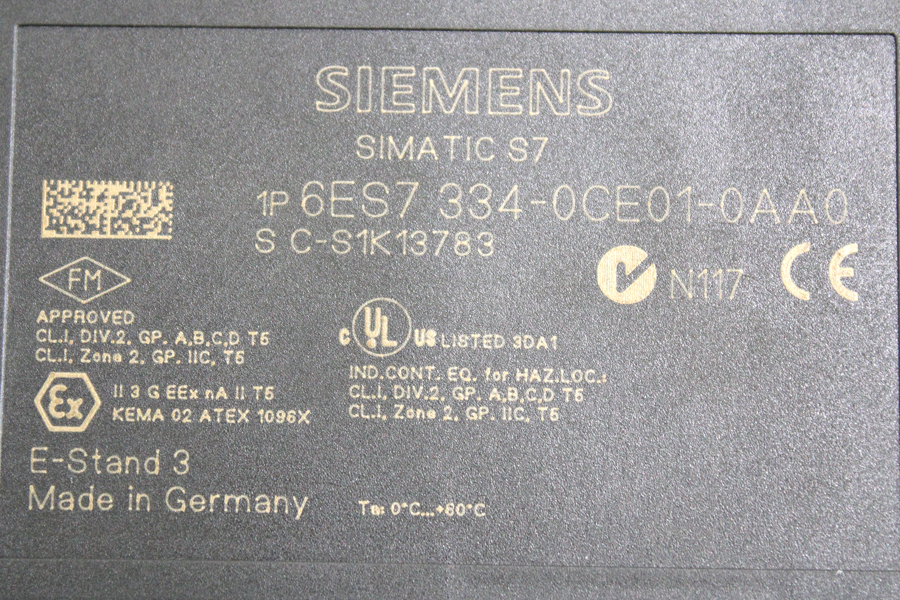 SIEMENS
SIMATIC S7
1P 6ES7 334-0CE01-0AA0
S C-S1K13783
N117 CE
FM
APPROVED
CL.I, DIV.2, GP. A,B,C,D T5
CL.I, Zone 2, GP. IIC, T5
C UL US LISTED 3DA1
IND.CONT. EQ. for HAZ.LOC.:
CL.I, DIV.2, GP. A,B,C,D T5
CL.I, Zone 2, GP. IIC, T5
Ex II 3 G EEx nA II T5
KEMA 02 ATEX 1096X
E-Stand 3
Made in Germany
Ta: 0°C...+60°C